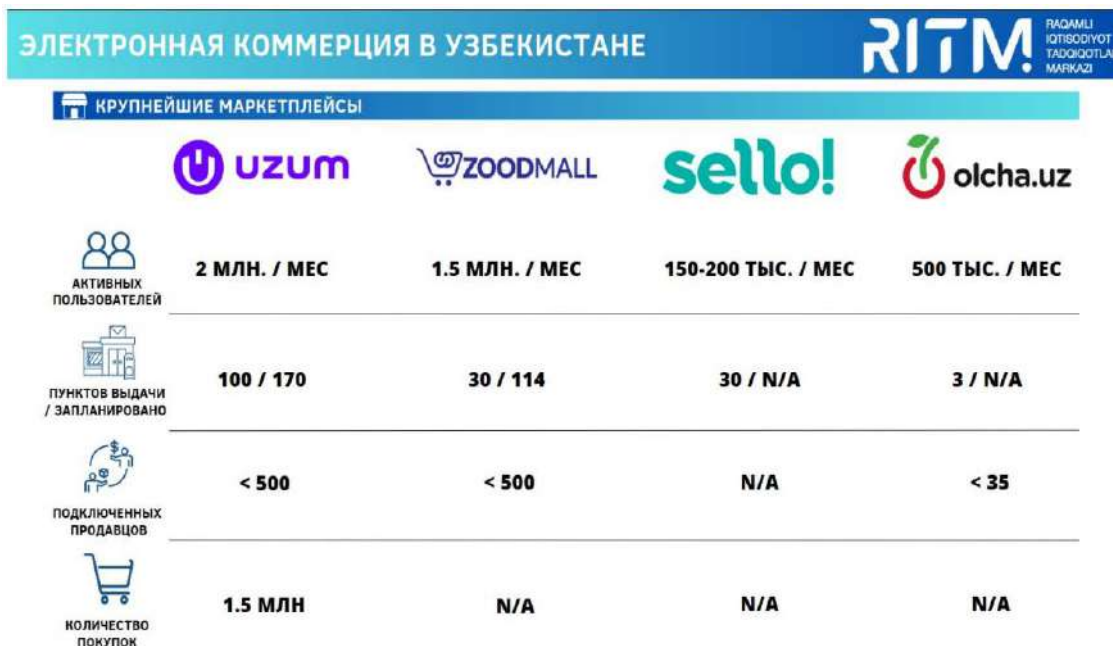 ЭЛЕКТРОННАЯ КОММЕРЦИЯ В УЗБЕКИСТАНЕ
RITM
RAQAMLI
IQTISODIYOT
TADQIQOTLAR
MARKAZI
КРУПНЕЙШИЕ МАРКЕТПЛЕЙСЫ
uzum
ZOODMALL
sello!
olcha.uz
АКТИВНЫХ
ПОЛЬЗОВАТЕЛЕЙ
2 МЛН. / МЕС
1.5 МЛН. / МЕС
150-200 ТЫС. / МЕС
500 ТЫС. / МЕС
ПУНКТОВ ВЫДАЧИ
/ ЗАПЛАНИРОВАНО
100 / 170
30 / 114
30 / N/A
3 / N/A
ПОДКЛЮЧЕННЫХ
ПРОДАВЦОВ
< 500
< 500
N/A
< 35
КОЛИЧЕСТВО
ПОКУПОК
1.5 МЛН
N/A
N/A
N/A